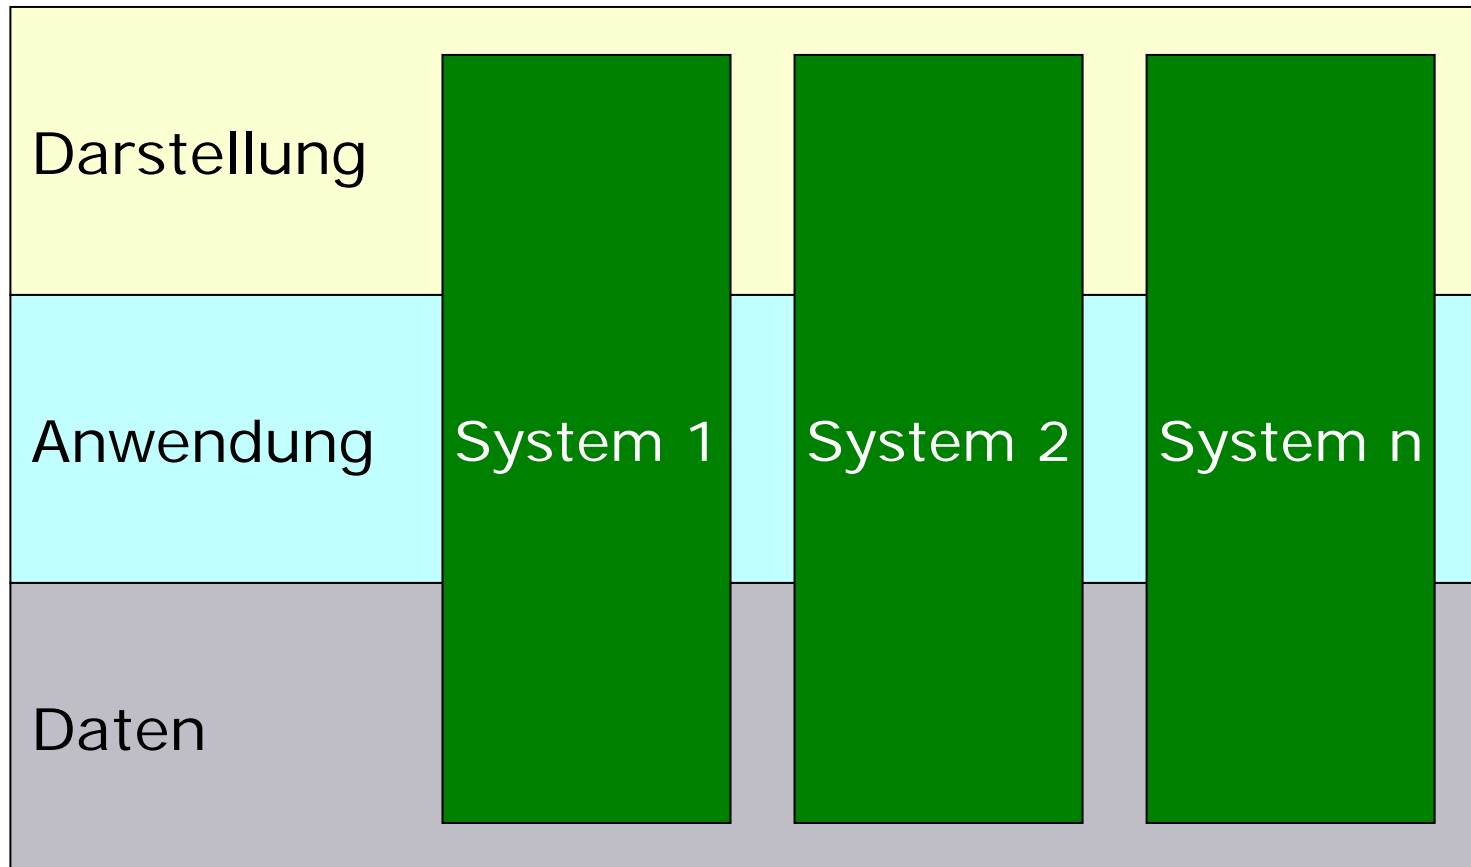 Darstellung
Anwendung
System 1
System 2
System n
Daten